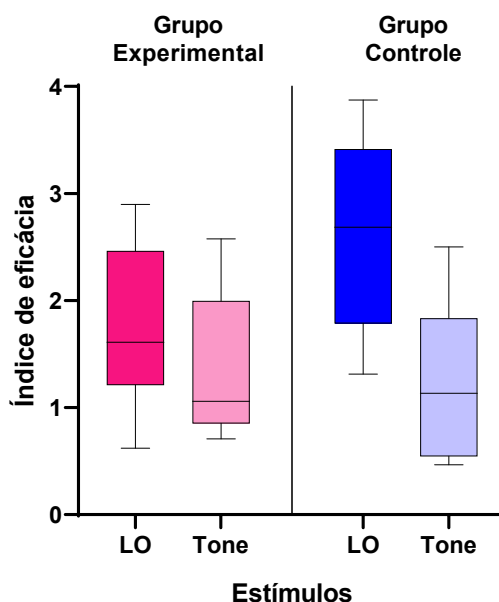 Grupo
Experimental
Grupo
Controle
Índice de eficácia
4
3
2
1
0
LO
Tone
LO
Tone
Estímulos